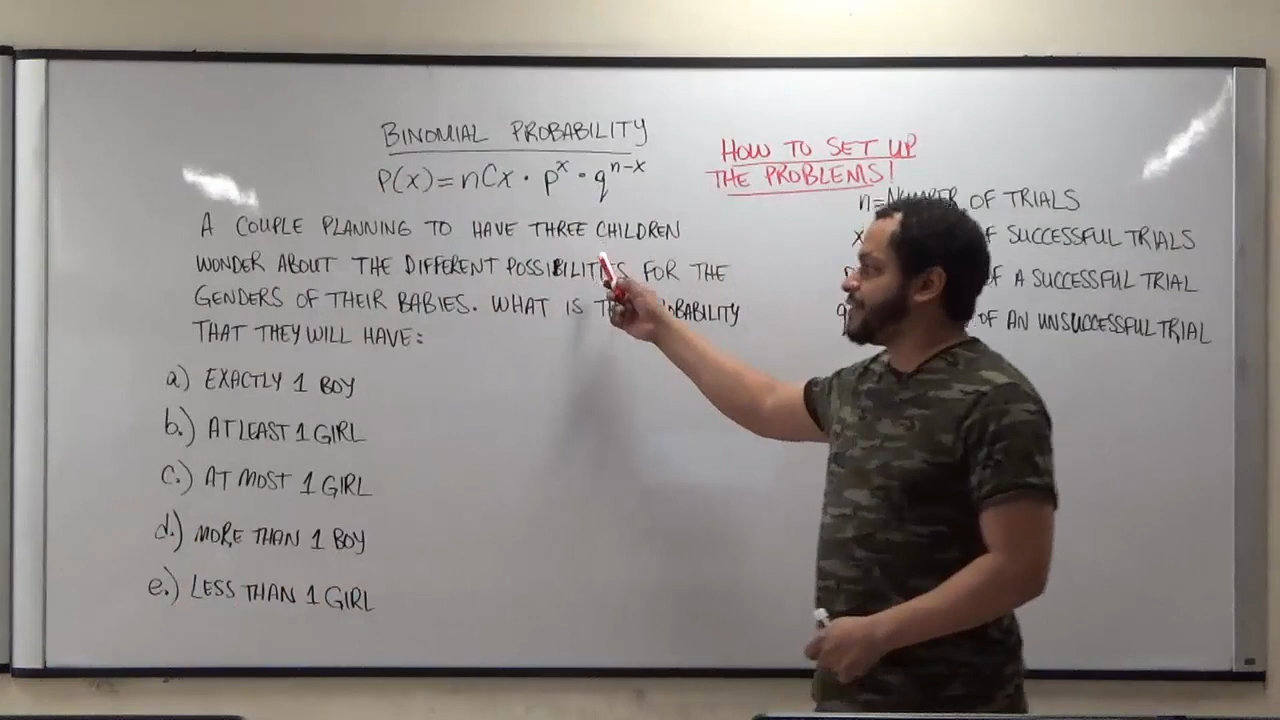 BINOMIAL PROBABILITY
P(x) = nCx · p^x · q^(n-x)
HOW TO SET UP
THE PROBLEMS!
A COUPLE PLANNING TO HAVE THREE CHILDREN
WONDER ABOUT THE DIFFERENT POSSIBILITIES FOR THE
GENDERS OF THEIR BABIES. WHAT IS PROBABILITY
THAT THEY WILL HAVE:
a.) EXACTLY 1 BOY
b.) AT LEAST 1 GIRL
c.) AT MOST 1 GIRL
d.) MORE THAN 1 BOY
e.) LESS THAN 1 GIRL
n = NUMBER OF TRIALS
x OF SUCCESSFUL TRIALS
OF A SUCCESSFUL TRIAL
q OF AN UNSUCCESSFUL TRIAL